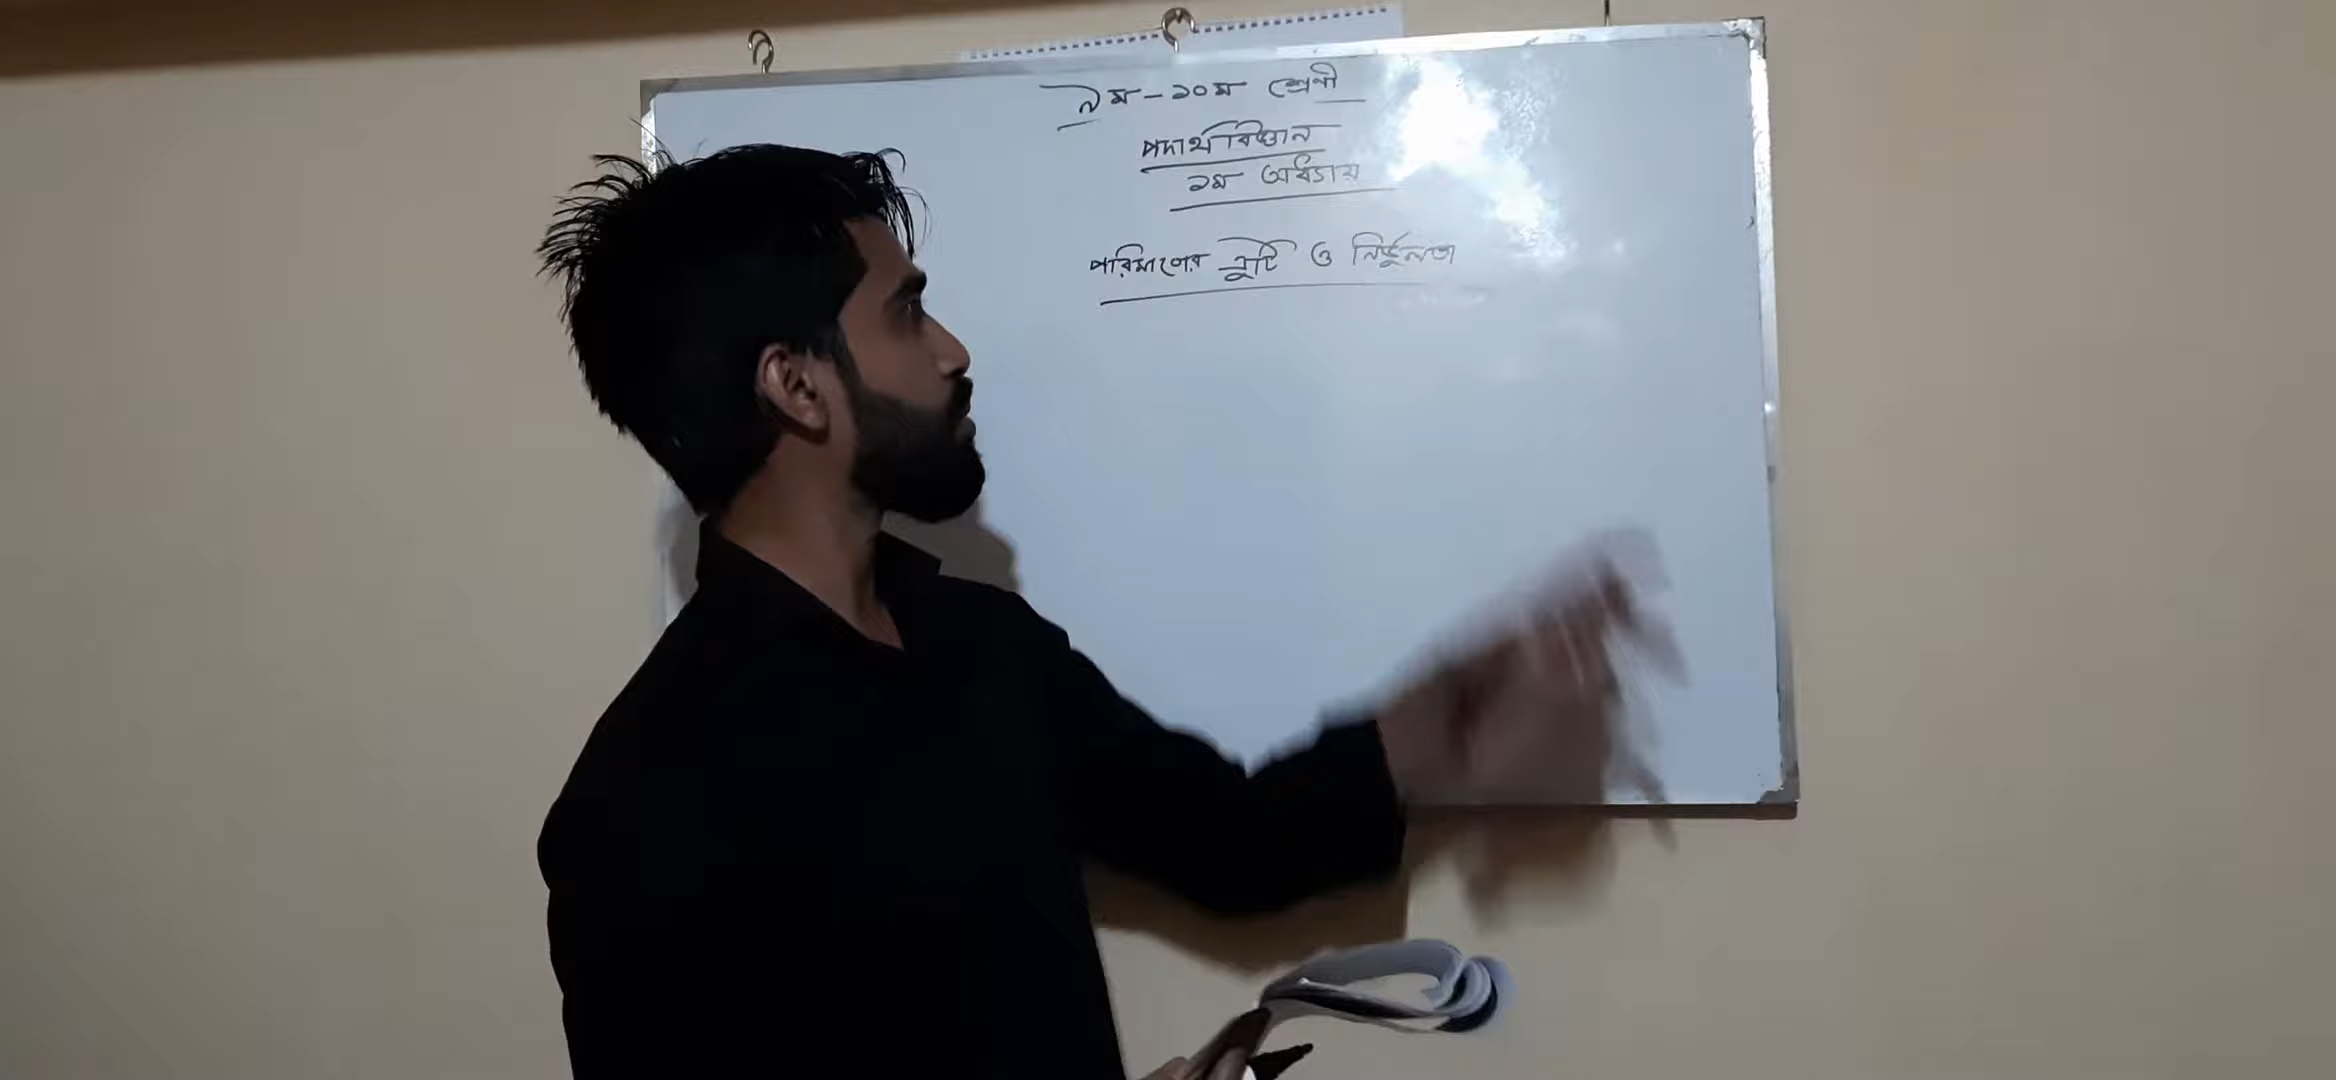 ৯ম - ১০ম শ্রেণী
পদার্থবিজ্ঞান
১ম অধ্যায়
পরিমাপের ত্রুটি ও নির্ভুলতা